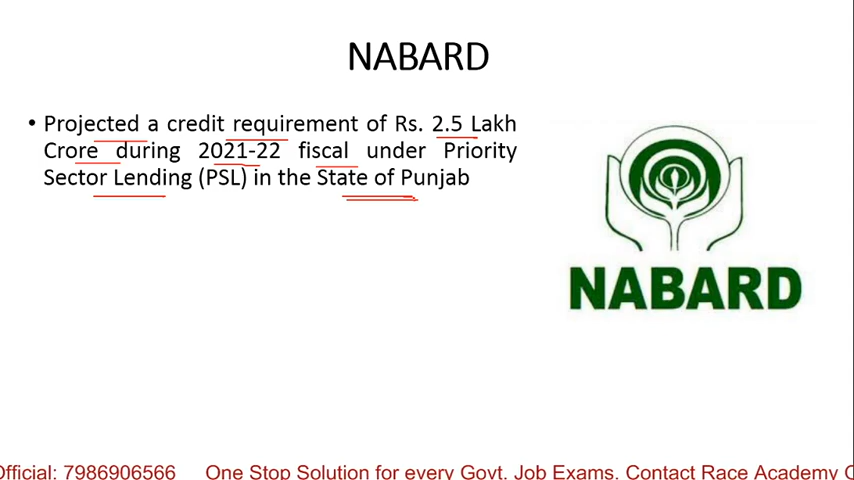 NABARD
• Projected a credit requirement of Rs. 2.5 Lakh
Crore during 2021-22 fiscal under Priority
Sector Lending (PSL) in the State of Punjab
NABARD
Official: 7986906566 One Stop Solution for every Govt. Job Exams. Contact Race Academy